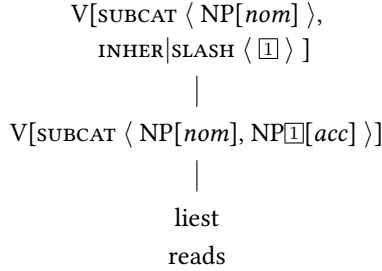 V[SUBCAT ⟨ NP[nom] ⟩,
INHER|SLASH ⟨ 1 ⟩ ]
V[SUBCAT ⟨ NP[nom], NP1[acc] ⟩]
liest
reads